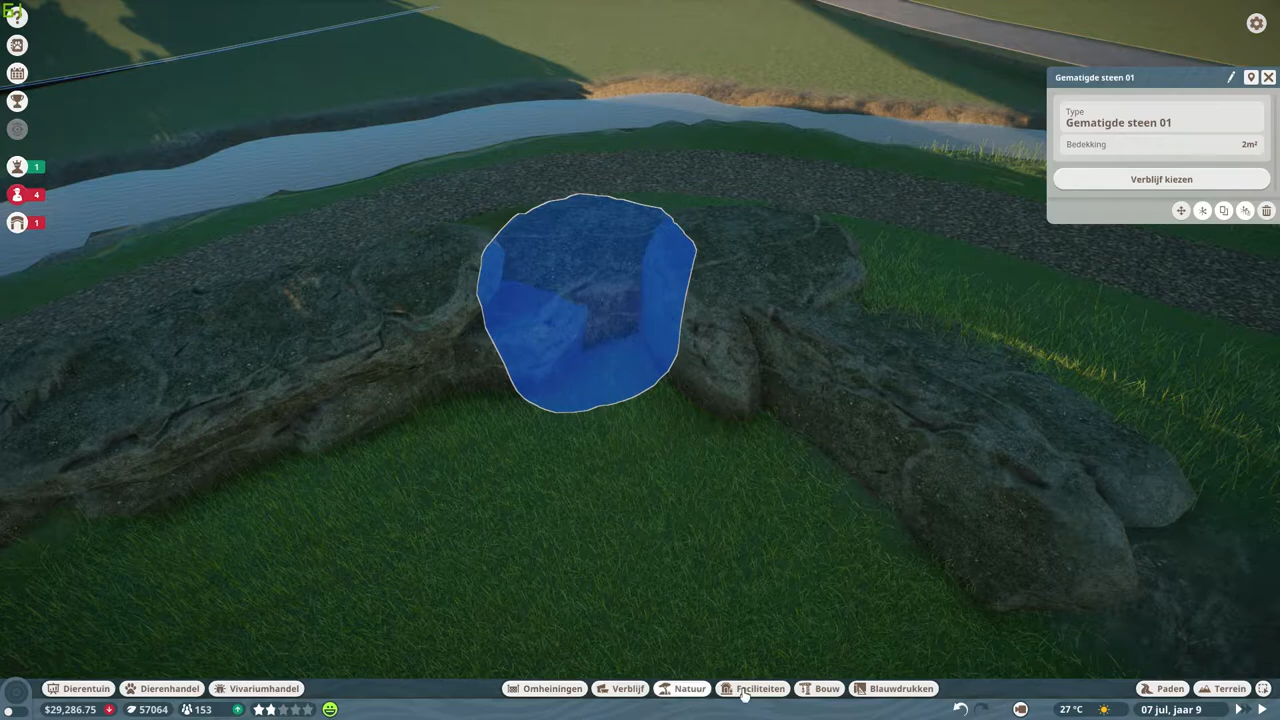 Gematigde steen 01
Type
Gematigde steen 01
Bedekking 2m²
Verblijf kiezen
1
4
1
Dierentuin Dierenhandel Vivariumhandel Omheiningen Verblijf Natuur Faciliteiten Bouw Blauwdrukken Paden Terrein
$29,286.75 57064 153 27 °C 07 jul, jaar 9